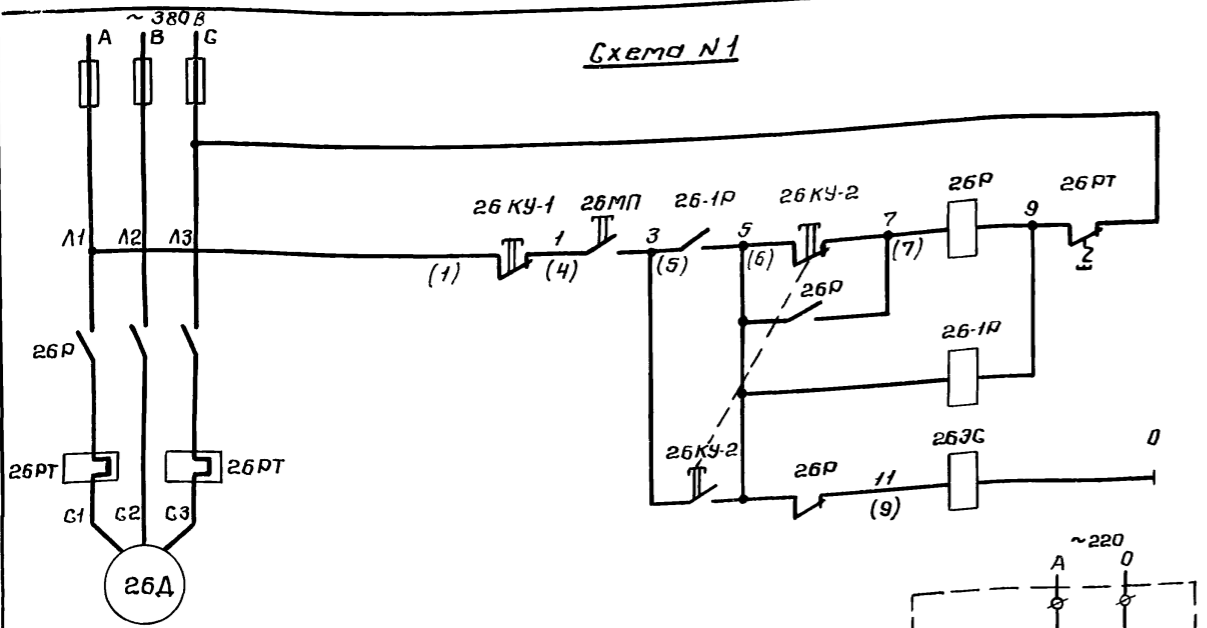 ~ 380 В
А В С
Схема N1
Л1 Л2 Л3
26 КУ-1 26МП 26-1Р 26КУ-2 26Р 26РТ
1 3 5 7 9
(1) (4) (5) (6) (7)
26Р
26Р
26-1Р
26РТ 26РТ
26КУ-2 26Р 26ЭС 0
11
(9)
С1 С2 С3
26Д
~220
А 0